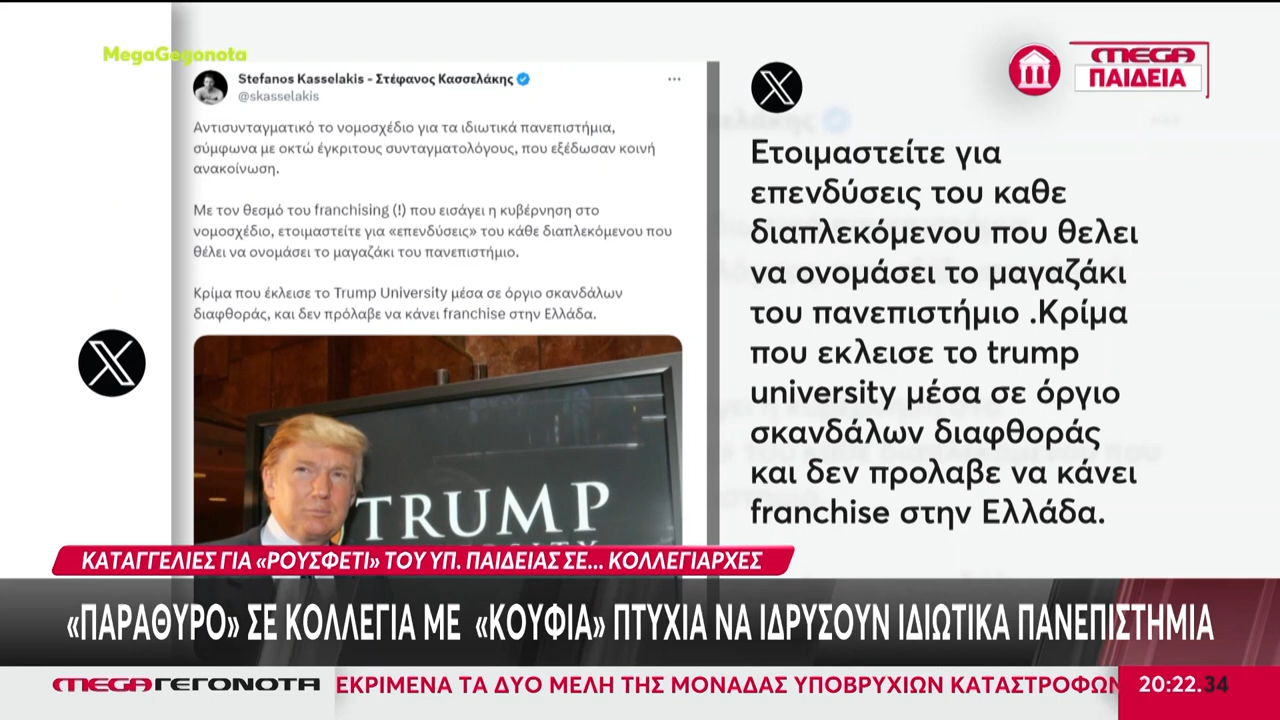 MegaGegonota
MEGA
ΠΑΙΔΕΙΑ
Stefanos Kasselakis - Στέφανος Κασσελάκης
@skasselakis
Αντισυνταγματικό το νομοσχέδιο για τα ιδιωτικά πανεπιστήμια,
σύμφωνα με οκτώ έγκριτους συνταγματολόγους, που εξέδωσαν κοινή
ανακοίνωση.
Με τον θεσμό του franchising (!) που εισάγει η κυβέρνηση στο
νομοσχέδιο, ετοιμαστείτε για «επενδύσεις» του κάθε διαπλεκόμενου που
θέλει να ονομάσει το μαγαζάκι του πανεπιστήμιο.
Κρίμα που έκλεισε το Trump University μέσα σε όργιο σκανδάλων
διαφθοράς, και δεν πρόλαβε να κάνει franchise στην Ελλάδα.
TRUMP
Ετοιμαστείτε για
επενδύσεις του καθε
διαπλεκόμενου που θελει
να ονομάσει το μαγαζάκι
του πανεπιστήμιο .Κρίμα
που εκλεισε το trump
university μέσα σε όργιο
σκανδάλων διαφθοράς
και δεν προλαβε να κάνει
franchise στην Ελλάδα.
ΚΑΤΑΓΓΕΛΙΕΣ ΓΙΑ «ΡΟΥΣΦΕΤΙ» ΤΟΥ ΥΠ. ΠΑΙΔΕΙΑΣ ΣΕ... ΚΟΛΛΕΓΙΑΡΧΕΣ
«ΠΑΡΑΘΥΡΟ» ΣΕ ΚΟΛΛΕΓΙΑ ΜΕ «ΚΟΥΦΙΑ» ΠΤΥΧΙΑ ΝΑ ΙΔΡΥΣΟΥΝ ΙΔΙΩΤΙΚΑ ΠΑΝΕΠΙΣΤΗΜΙΑ
MEGAΓΕΓΟΝΟΤΑ ΕΚΡΙΜΕΝΑ ΤΑ ΔΥΟ ΜΕΛΗ ΤΗΣ ΜΟΝΑΔΑΣ ΥΠΟΒΡΥΧΙΩΝ ΚΑΤΑΣΤΡΟΦΩΝ 20:22.34